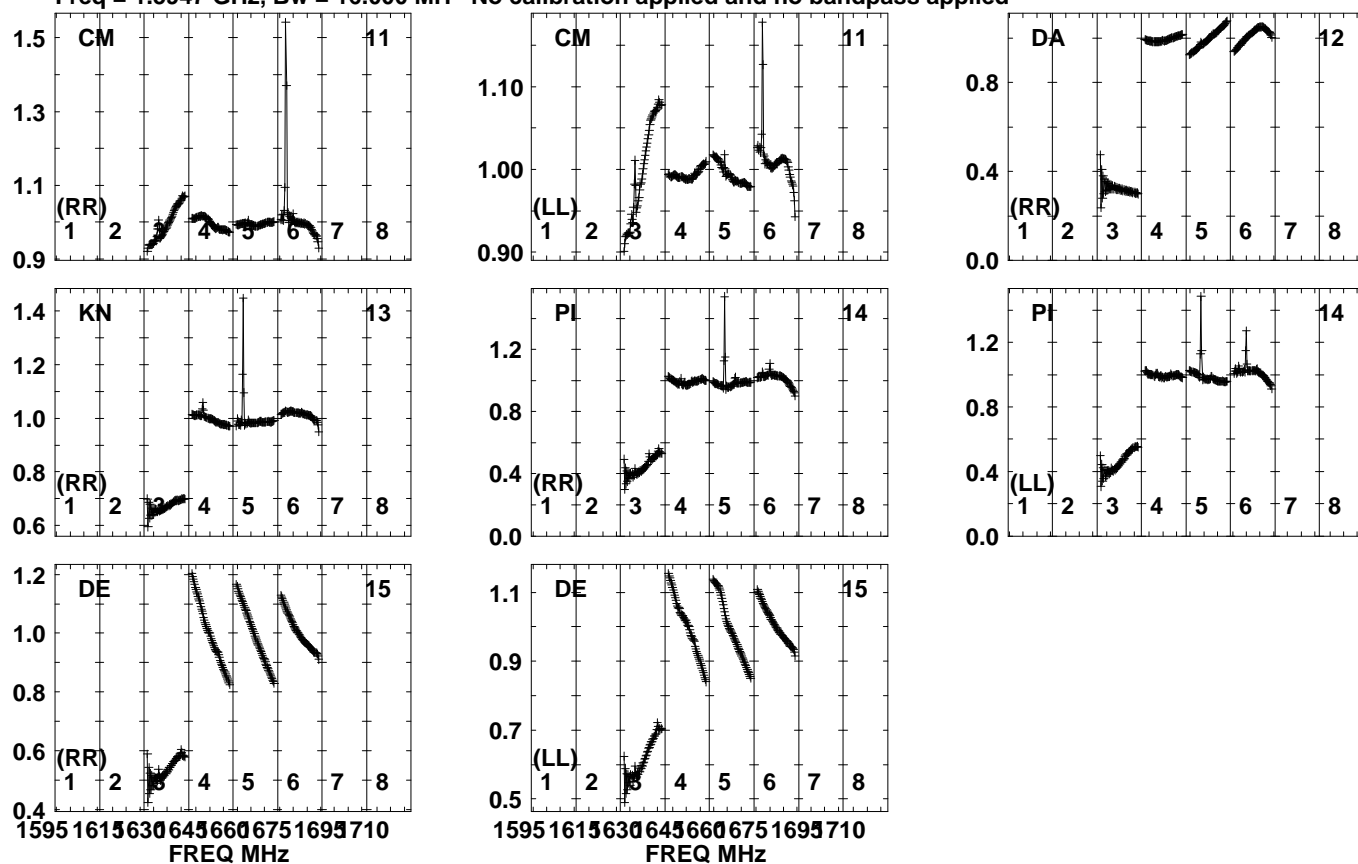 Freq = 1.5947 GHz, Bw = 16.000 MH No calibration applied and no bandpass applied
CM 11
1.5
1.3
1.1
0.9
(RR)
1 2 3 4 5 6 7 8
CM 11
1.10
1.00
0.90
(LL)
1 2 3 4 5 6 7 8
DA 12
0.8
0.4
0.0
(RR)
1 2 3 4 5 6 7 8
KN 13
1.4
1.2
1.0
0.8
0.6
(RR)
1 2 3 4 5 6 7 8
PI 14
1.2
0.8
0.4
0.0
(RR)
1 2 3 4 5 6 7 8
PI 14
1.2
0.8
0.4
0.0
(LL)
1 2 3 4 5 6 7 8
DE 15
1.2
1.0
0.8
0.6
0.4
(RR)
1 2 3 4 5 6 7 8
1595 1615 1630 1645 1660 1675 1695 1710
FREQ MHz
DE 15
1.1
0.9
0.7
0.5
(LL)
1 2 3 4 5 6 7 8
1595 1615 1630 1645 1660 1675 1695 1710
FREQ MHz